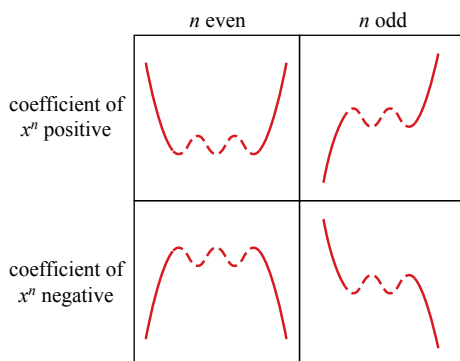 n even
n odd
coefficient of
xⁿ positive
coefficient of
xⁿ negative